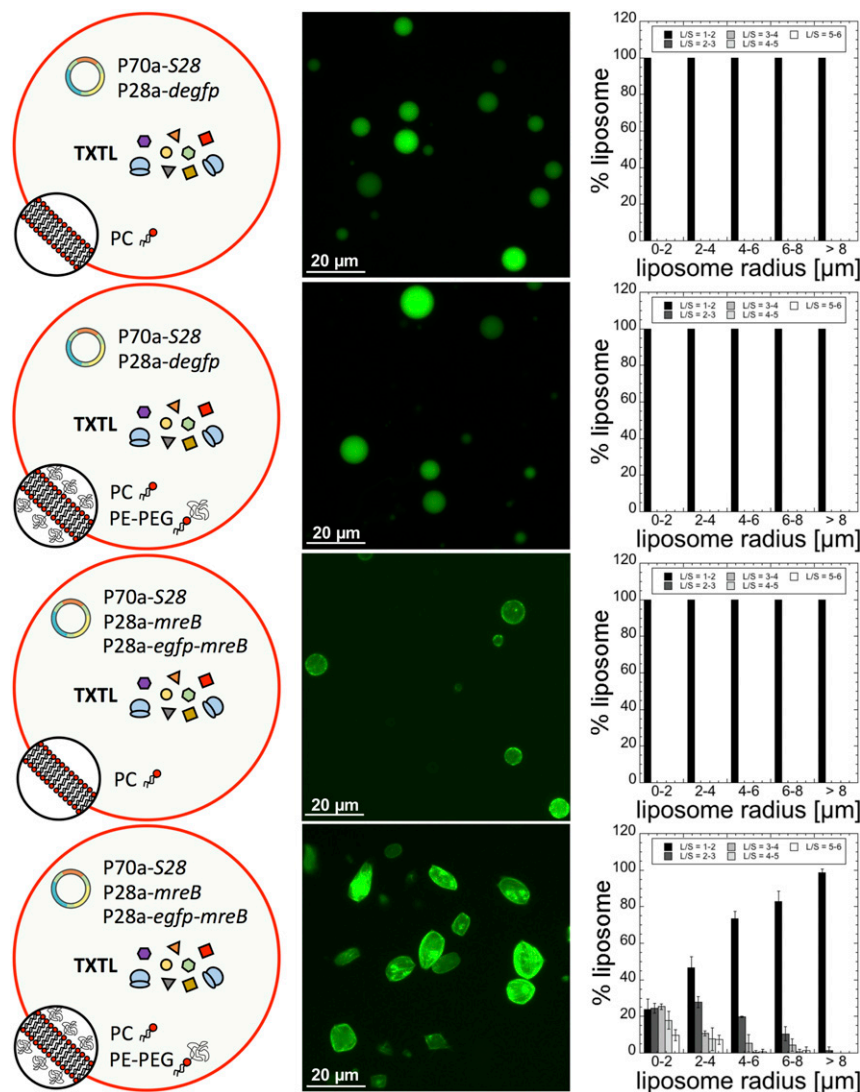 P70a-S28
P28a-degfp
TXTL
PC
20 µm
L/S = 1-2 L/S = 3-4 L/S = 5-6
L/S = 2-3 L/S = 4-5
120
100
80
60
40
20
0
% liposome
0-2 2-4 4-6 6-8 > 8
liposome radius [µm]
P70a-S28
P28a-degfp
TXTL
PC
PE-PEG
20 µm
L/S = 1-2 L/S = 3-4 L/S = 5-6
L/S = 2-3 L/S = 4-5
120
100
80
60
40
20
0
% liposome
0-2 2-4 4-6 6-8 > 8
liposome radius [µm]
P70a-S28
P28a-mreB
P28a-egfp-mreB
TXTL
PC
20 µm
L/S = 1-2 L/S = 3-4 L/S = 5-6
L/S = 2-3 L/S = 4-5
120
100
80
60
40
20
0
% liposome
0-2 2-4 4-6 6-8 > 8
liposome radius [µm]
P70a-S28
P28a-mreB
P28a-egfp-mreB
TXTL
PC
PE-PEG
20 µm
L/S = 1-2 L/S = 3-4 L/S = 5-6
L/S = 2-3 L/S = 4-5
120
100
80
60
40
20
0
% liposome
0-2 2-4 4-6 6-8 > 8
liposome radius [µm]